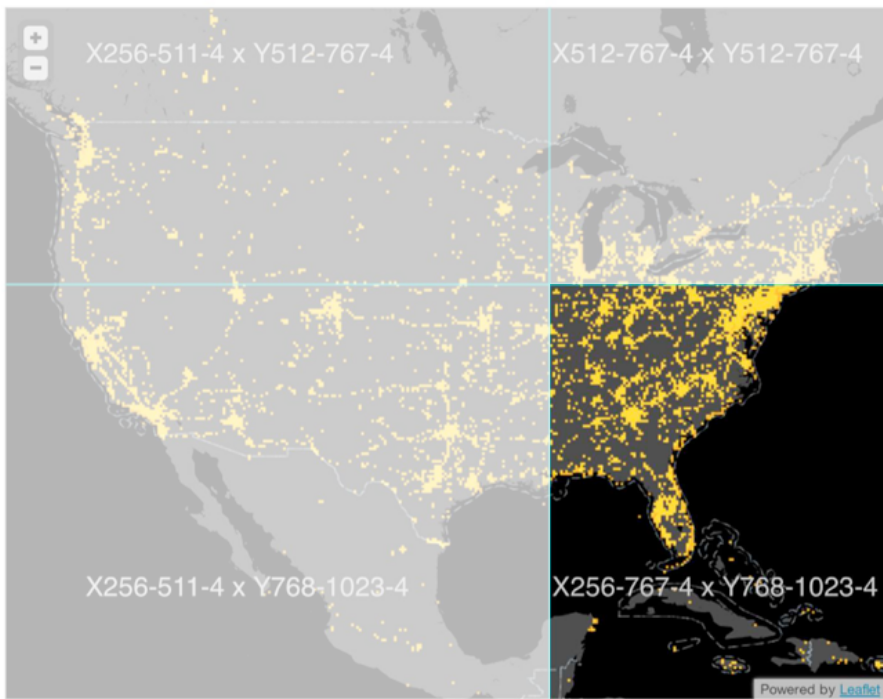 +
X256-511-4 x Y512-767-4
X512-767-4 x Y512-767-4
−
X256-511-4 x Y768-1023-4
X256-767-4 x Y768-1023-4
Powered by Leaflet